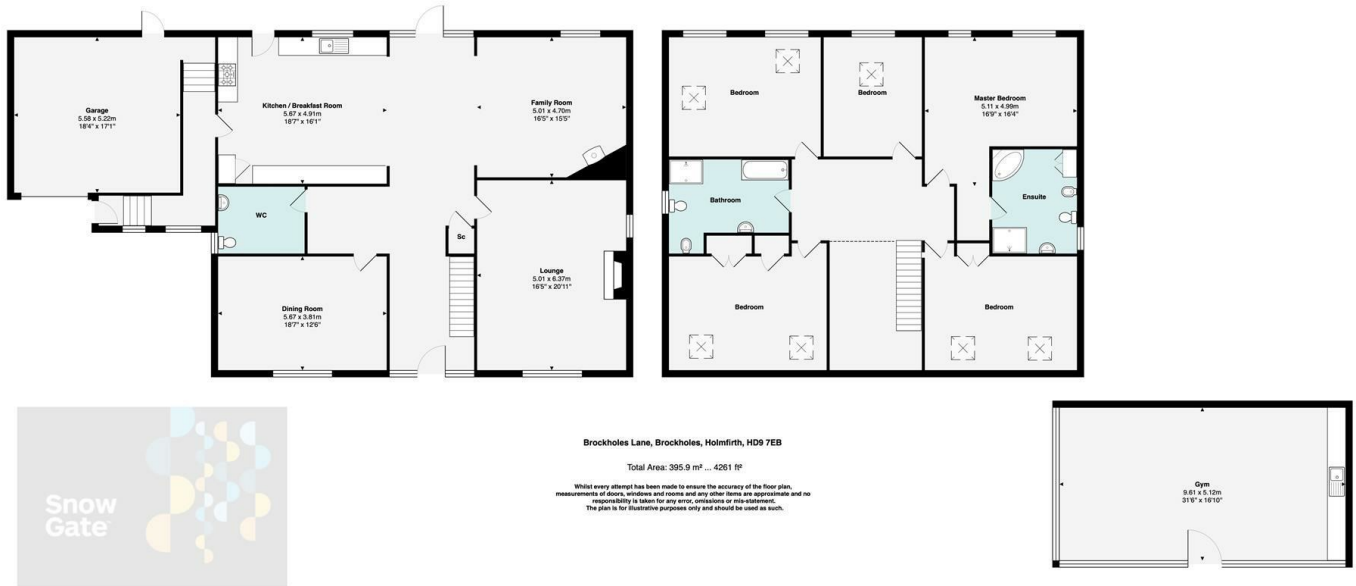 Garage
5.58 x 5.22m
18'4" x 17'1"
Kitchen / Breakfast Room
5.67 x 4.91m
18'7" x 16'1"
Family Room
5.01 x 4.70m
16'5" x 15'5"
WC
Sc
Lounge
5.01 x 6.37m
16'5" x 20'11"
Dining Room
5.67 x 3.81m
18'7" x 12'6"
Bedroom
Bedroom
Master Bedroom
5.11 x 4.99m
16'9" x 16'4"
Bathroom
Ensuite
Bedroom
Bedroom
Snow
Gate
Brockholes Lane, Brockholes, Holmfirth, HD9 7EB
Total Area: 395.9 m² ... 4261 ft²
Whilst every attempt has been made to ensure the accuracy of the floor plan,
measurements of doors, windows and rooms and any other items are approximate and no
responsibility is taken for any error, omissions or mis-statement.
The plan is for illustrative purposes only and should be used as such.
Gym
9.61 x 5.12m
31'6" x 16'10"